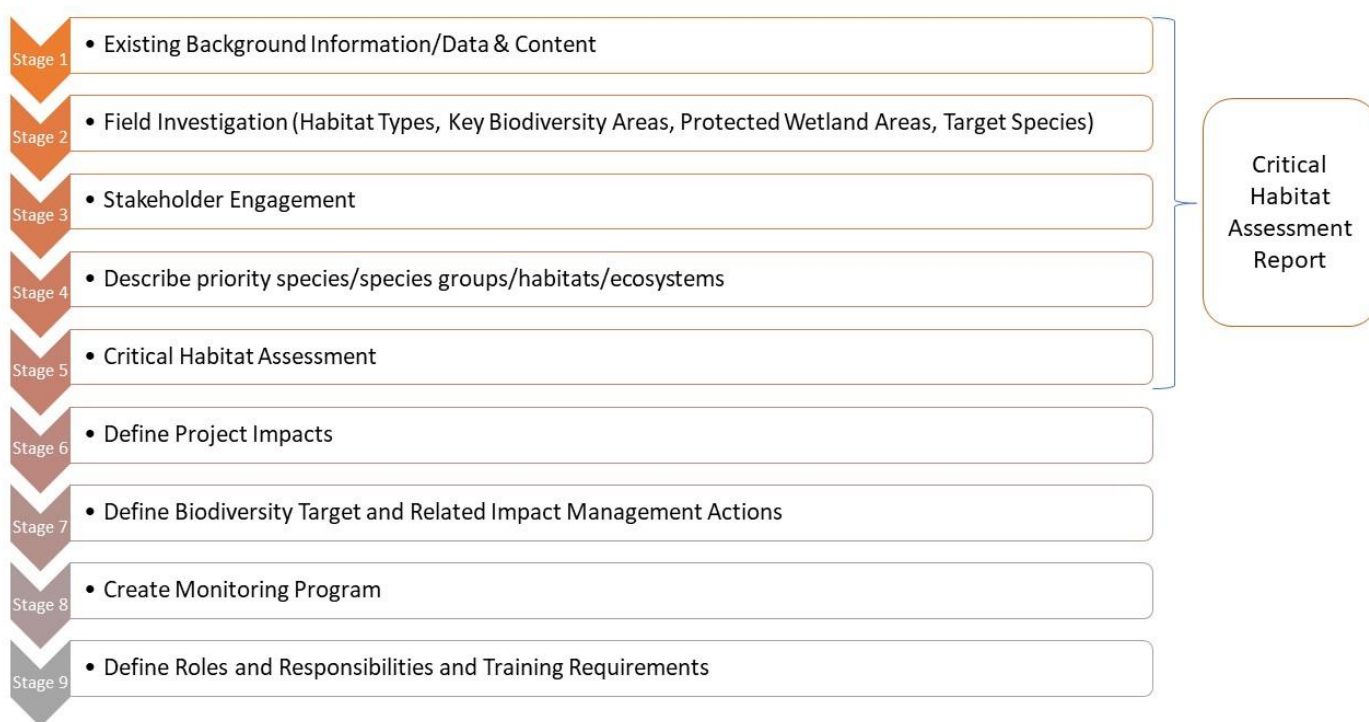 Stage 1
• Existing Background Information/Data & Content
Stage 2
• Field Investigation (Habitat Types, Key Biodiversity Areas, Protected Wetland Areas, Target Species)
Stage 3
• Stakeholder Engagement
Stage 4
• Describe priority species/species groups/habitats/ecosystems
Stage 5
• Critical Habitat Assessment
Stage 6
• Define Project Impacts
Stage 7
• Define Biodiversity Target and Related Impact Management Actions
Stage 8
• Create Monitoring Program
Stage 9
• Define Roles and Responsibilities and Training Requirements
Critical
Habitat
Assessment
Report